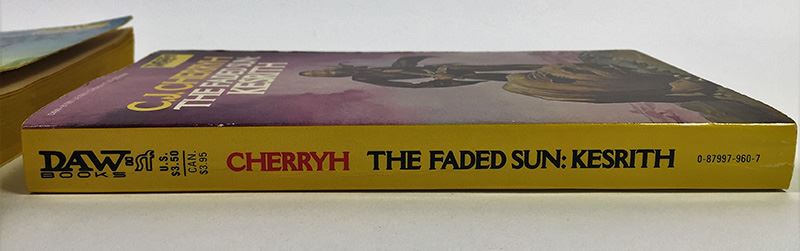 C.J. CHERRYH
THE FADED SUN:
KESRITH
DAW
BOOKS
sf
U.S.
$3.50
CAN.
$3.95
CHERRYH THE FADED SUN: KESRITH 0-87997-960-7